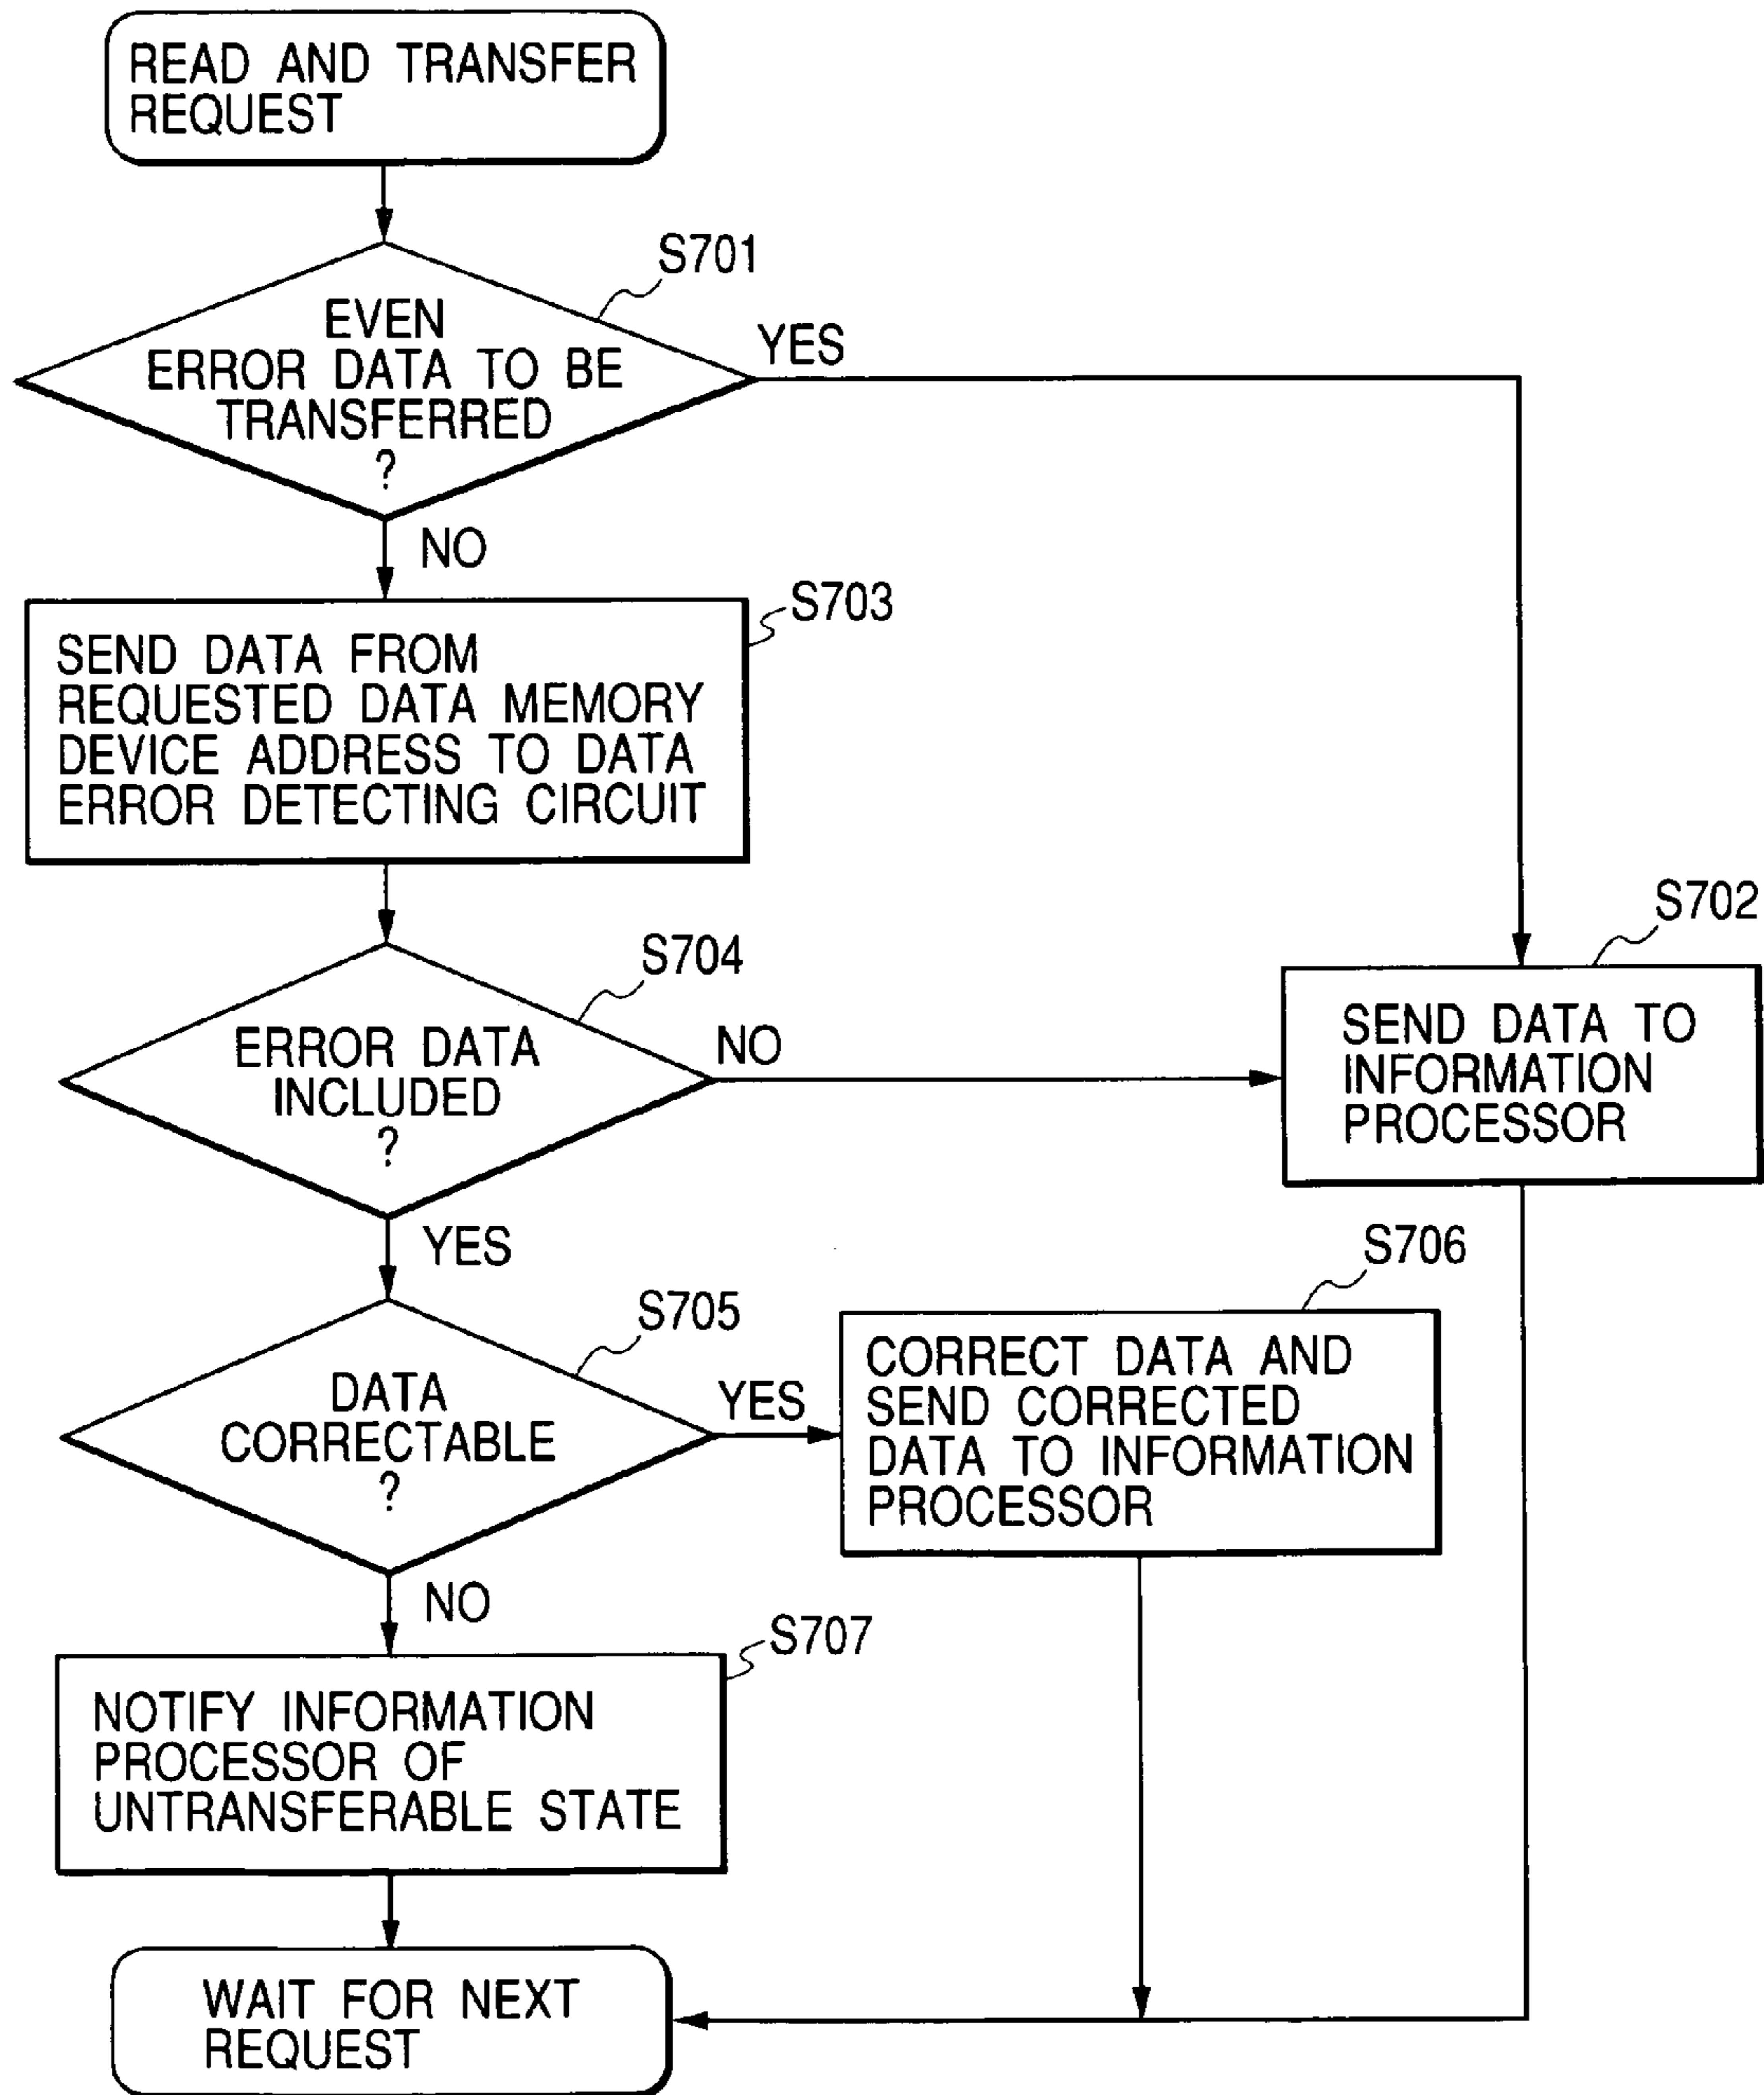 READ AND TRANSFER
REQUEST
S701
EVEN
ERROR DATA TO BE
TRANSFERRED
?
YES
NO
S703
SEND DATA FROM
REQUESTED DATA MEMORY
DEVICE ADDRESS TO DATA
ERROR DETECTING CIRCUIT
S702
SEND DATA TO
INFORMATION
PROCESSOR
S704
ERROR DATA
INCLUDED
?
NO
YES
S705
DATA
CORRECTABLE
?
YES
NO
S706
CORRECT DATA AND
SEND CORRECTED
DATA TO INFORMATION
PROCESSOR
S707
NOTIFY INFORMATION
PROCESSOR OF
UNTRANSFERABLE STATE
WAIT FOR NEXT
REQUEST